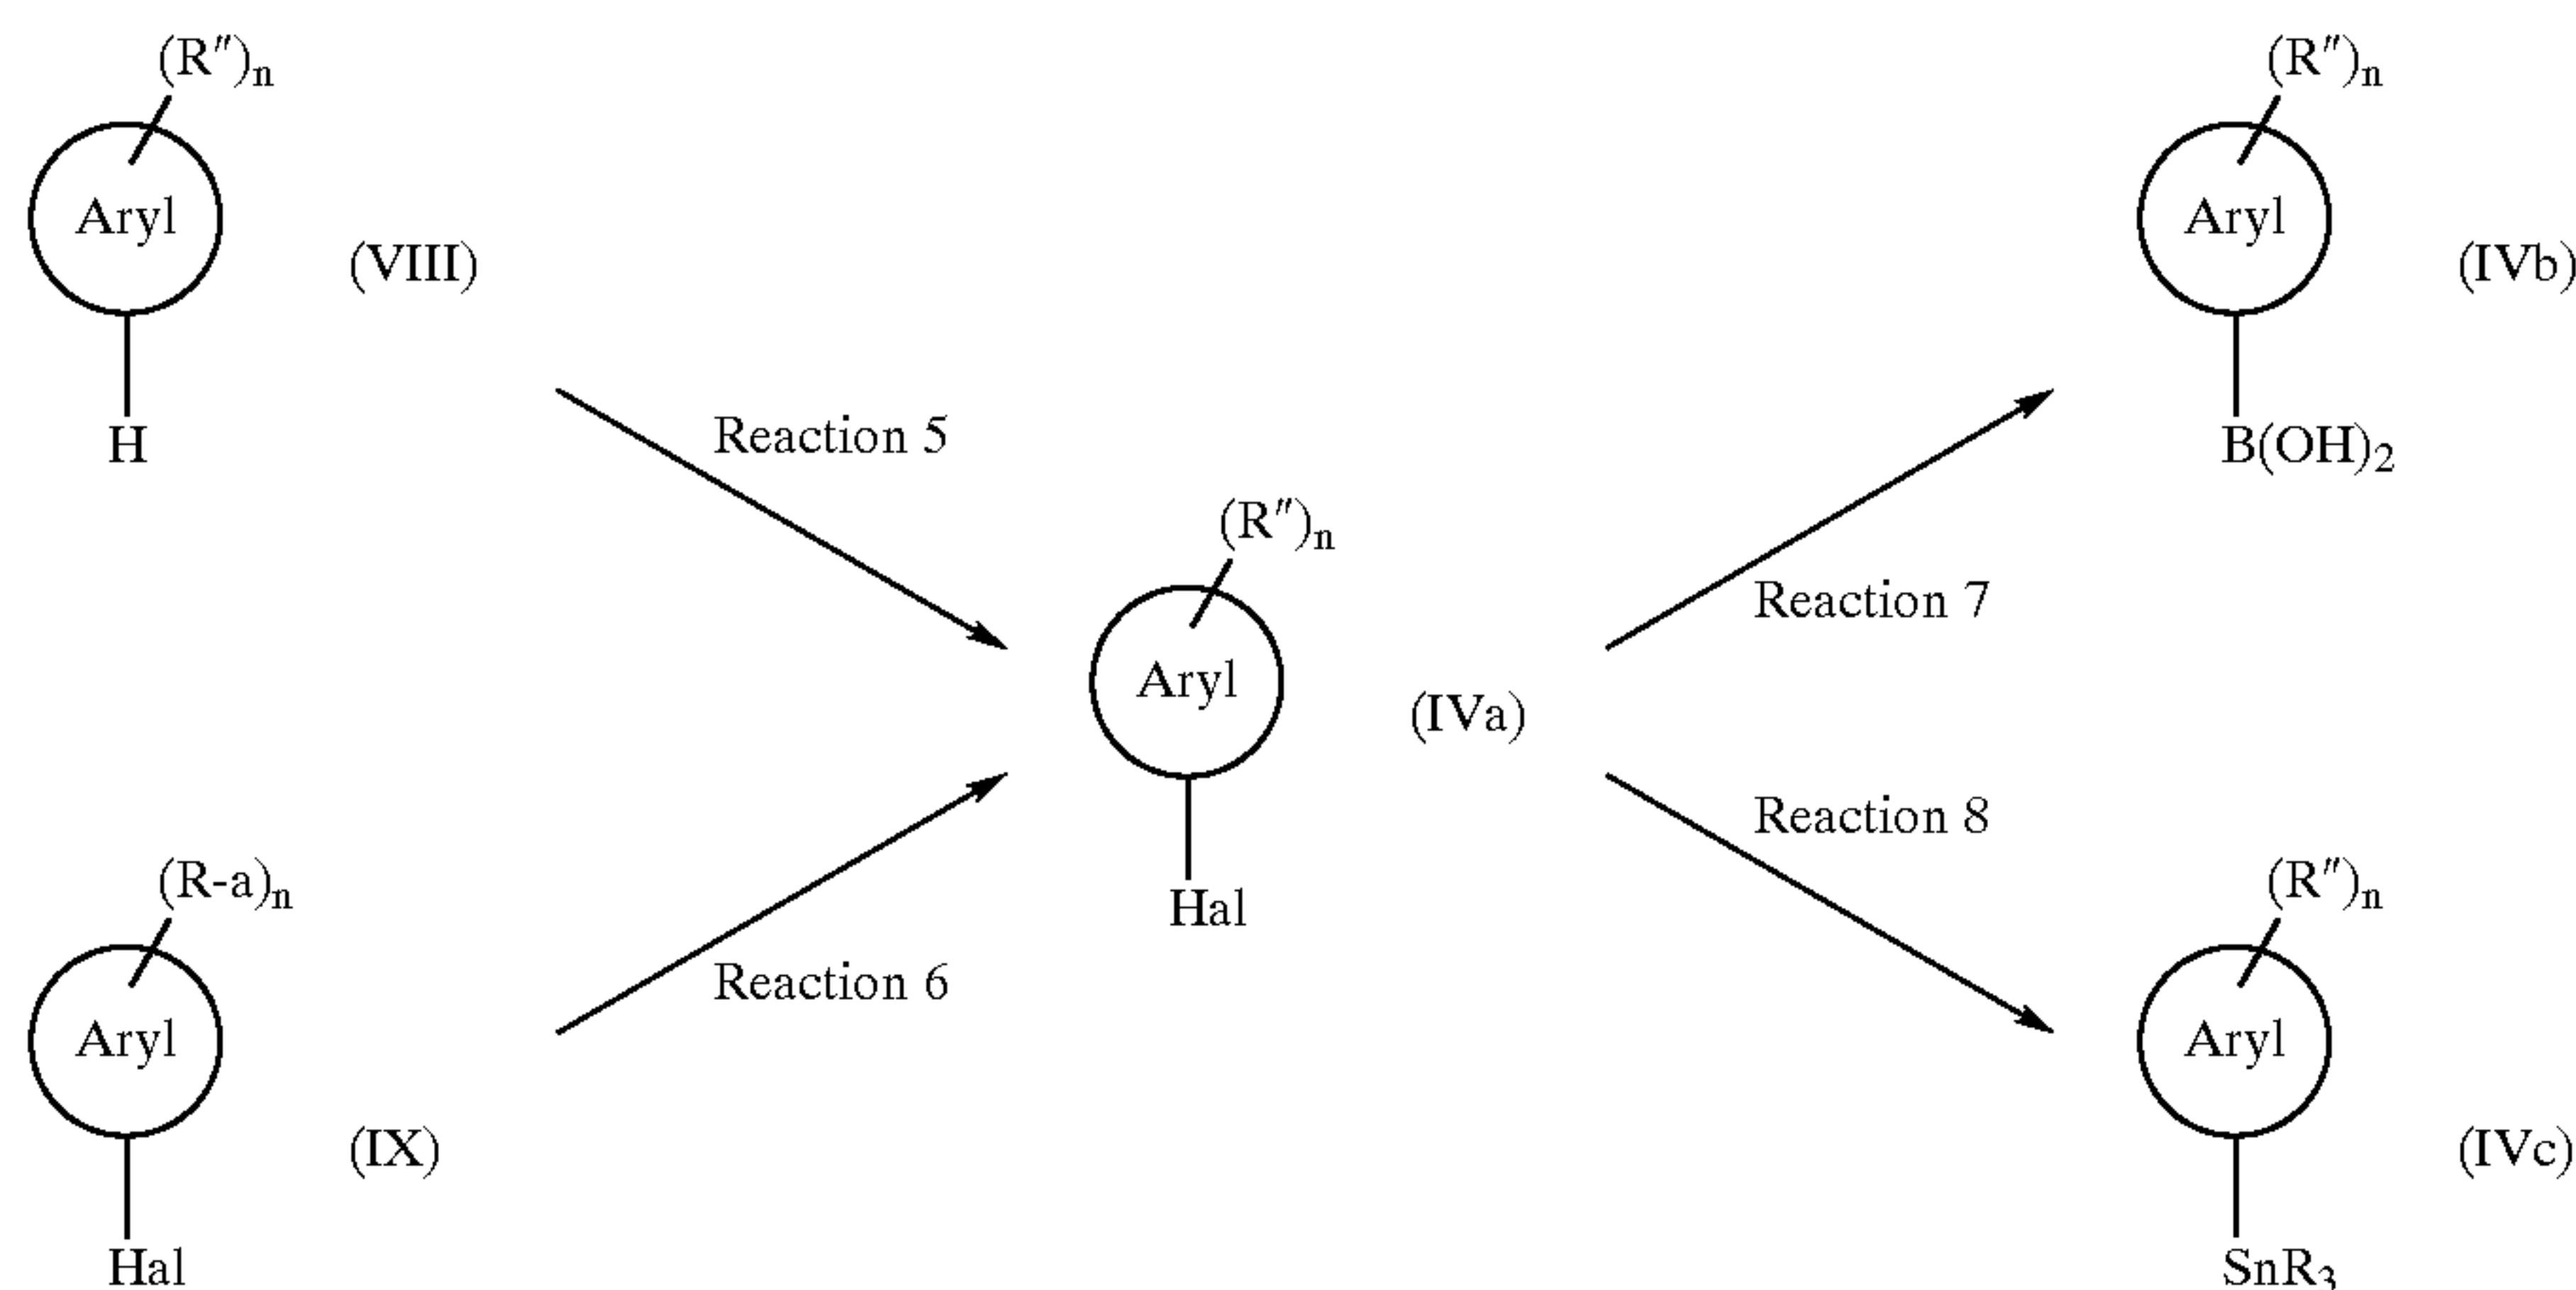 (R″)n
Aryl
(VIII)
H
Reaction 5
(R-a)n
Aryl
(IX)
Hal
Reaction 6
(R″)n
Aryl
(IVa)
Hal
Reaction 7
Reaction 8
(R″)n
Aryl
(IVb)
B(OH)2
(R″)n
Aryl
(IVc)
SnR3